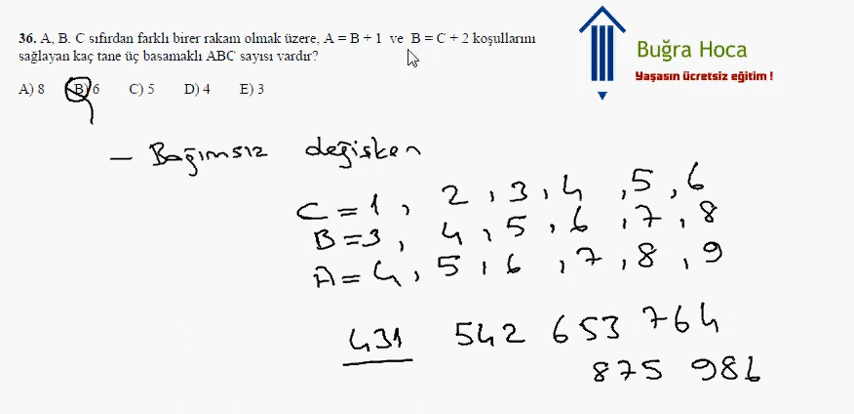 36. A, B. C sıfırdan farklı birer rakam olmak üzere, A = B + 1 ve B = C + 2 koşullarını
sağlayan kaç tane üç basamaklı ABC sayısı vardır?
A) 8 B) 6 C) 5 D) 4 E) 3
Buğra Hoca
Yaşasın ücretsiz eğitim !
- Bağımsız değişken
C = 1, 2, 3, 4, 5, 6
B = 3, 4, 5, 6, 7, 8
A = 4, 5, 6, 7, 8, 9
431 542 653 764
875 986